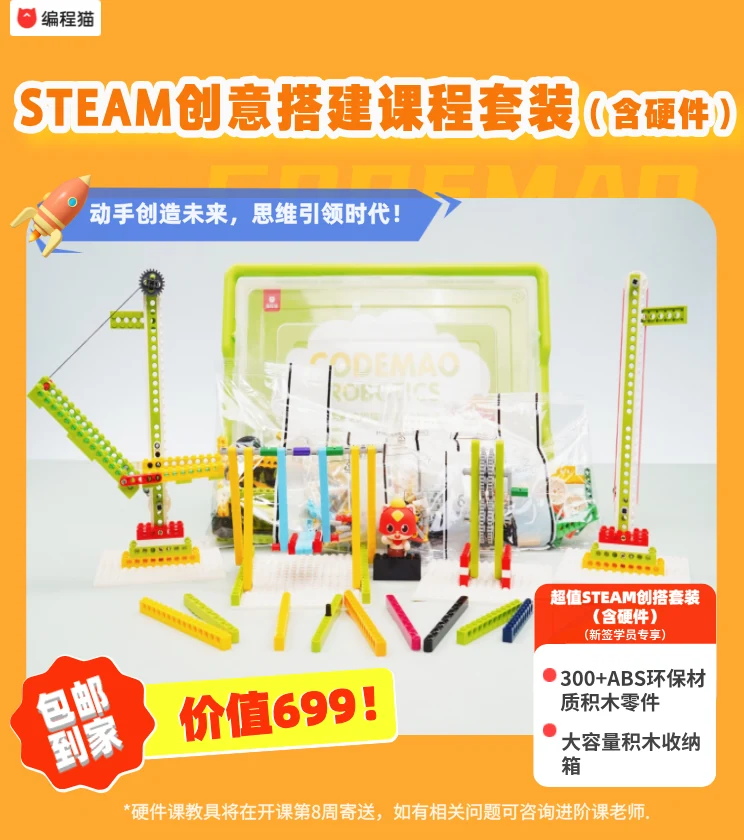 编程猫
STEAM创意搭建课程套装（含硬件）
CODEMAO
动手创造未来，思维引领时代！
CODEMAO
ROBOTICS
超值STEAM创搭套装
（含硬件）
（新签学员专享）
300+ABS环保材
质积木零件
大容量积木收纳
箱
包邮
到家
价值699！
*硬件课教具将在开课第8周寄送，如有相关问题可咨询进阶课老师.